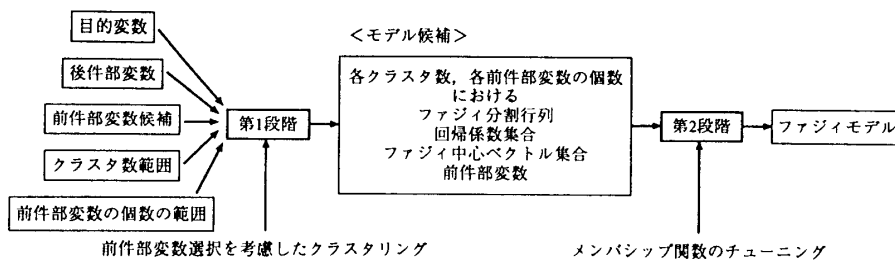 目的変数
後件部変数
前件部変数候補
クラスタ数範囲
前件部変数の個数の範囲
第1段階
＜モデル候補＞
各クラスタ数，各前件部変数の個数
における
ファジィ分割行列
回帰係数集合
ファジィ中心ベクトル集合
前件部変数
第2段階
ファジィモデル
前件部変数選択を考慮したクラスタリング
メンバシップ関数のチューニング